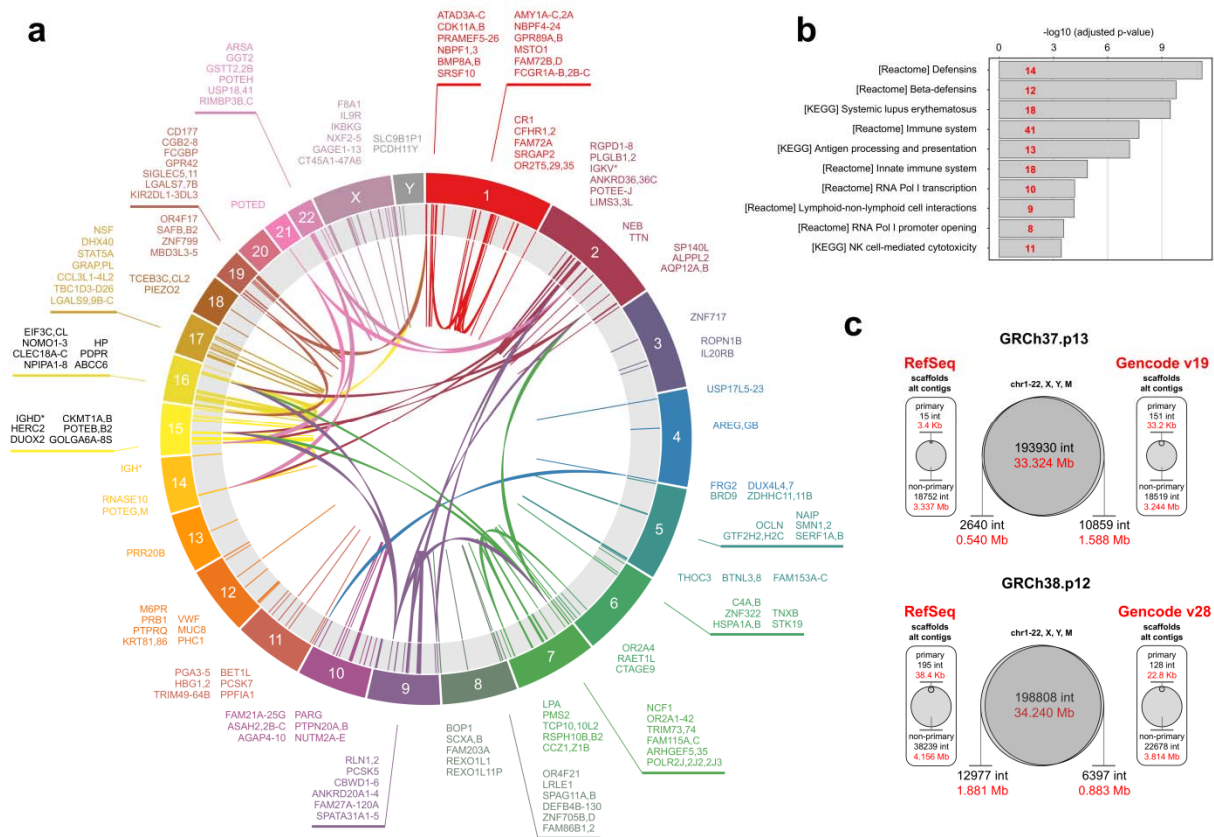 a
ARSA
GGT2
GSTT2,2B
POTEH
USP18,41
RIMBP3B,C
F8A1
IL9R
IKBKG
NXF2-5
GAGE1-13
CT45A1-47A6
SLC9B1P1
PCDH11Y
ATAD3A-C
CDK11A,B
PRAMEF5-26
NBPF1,3
BMP8A,B
SRSF10
AMY1A-C,2A
NBPF4-24
GPR89A,B
MSTO1
FAM72B,D
FCGR1A-B,2B-C
CR1
CFHR1,2
FAM72A
SRGAP2
OR2T5,29,35
RGPD1-8
PLGLB1,2
IGKV*
ANKRD36,36C
POTEE-J
LIMS3,3L
NEB
TTN
SP140L
ALPPL2
AQP12A,B
ZNF717
ROPN1B
IL20RB
USP17L5-23
AREG,GB
FRG2 DUX4L4,7
BRD9 ZDHHC11,11B
NAIP
OCLN SMN1,2
GTF2H2,H2C SERF1A,B
THOC3 BTNL3,8 FAM153A-C
C4A,B
ZNF322 TNXB
HSPA1A,B STK19
OR2A4
RAET1L
CTAGE9
LPA
PMS2
TCP10,10L2
RSPH10B,B2
CCZ1,Z1B
NCF1
OR2A1-42
TRIM73,74
FAM115A,C
ARHGEF5,35
POLR2J,2J2,2J3
OR4F21
LRLE1
SPAG11A,B
DEFB4B-130
ZNF705B,D
FAM86B1,2
BOP1
SCXA,B
FAM203A
REXO1L1
REXO1L11P
RLN1,2
PCSK5
CBWD1-6
ANKRD20A1-4
FAM27A-120A
SPATA31A1-5
FAM21A-25G PARG
ASAH2,2B-C PTPN20A,B
AGAP4-10 NUTM2A-E
PGA3-5 BET1L
HBG1,2 PCSK7
TRIM49-64B PPFIA1
M6PR
PRB1 VWF
PTPRQ MUC8
KRT81,86 PHC1
PRR20B
RNASE10
POTEG,M
IGH*
IGHD* CKMT1A,B
HERC2 POTEB,B2
DUOX2 GOLGA6A-8S
EIF3C,CL
NOMO1-3 HP
CLEC18A-C PDPR
NPIPA1-8 ABCC6
NSF
DHX40
STAT5A
GRAP,PL
CCL3L1-4L2
TBC1D3-D26
LGALS9,9B-C
TCEB3C,CL2
PIEZO2
OR4F17
SAFB,B2
ZNF799
MBD3L3-5
CD177
CGB2-8
FCGBP
GPR42
SIGLEC5,11
LGALS7,7B
KIR2DL1-3DL3
POTED
1
2
3
4
5
6
7
8
9
10
11
12
13
14
15
16
17
18
19
20
21
22
X
Y
b
-log10 (adjusted p-value)
0 3 6 9
[Reactome] Defensins 14
[Reactome] Beta-defensins 12
[KEGG] Systemic lupus erythematosus 18
[Reactome] Immune system 41
[KEGG] Antigen processing and presentation 13
[Reactome] Innate immune system 18
[Reactome] RNA Pol I transcription 10
[Reactome] Lymphoid-non-lymphoid cell interactions 9
[Reactome] RNA Pol I promoter opening 8
[KEGG] NK cell-mediated cytotoxicity 11
c
GRCh37.p13
RefSeq
scaffolds
alt contigs
primary
15 int
3.4 Kb
non-primary
18752 int
3.337 Mb
chr1-22, X, Y, M
193930 int
33.324 Mb
2640 int
0.540 Mb
10859 int
1.588 Mb
Gencode v19
scaffolds
alt contigs
primary
151 int
33.2 Kb
non-primary
18519 int
3.244 Mb
GRCh38.p12
RefSeq
scaffolds
alt contigs
primary
195 int
38.4 Kb
non-primary
38239 int
4.156 Mb
chr1-22, X, Y, M
198808 int
34.240 Mb
12977 int
1.881 Mb
6397 int
0.883 Mb
Gencode v28
scaffolds
alt contigs
primary
128 int
22.8 Kb
non-primary
22678 int
3.814 Mb